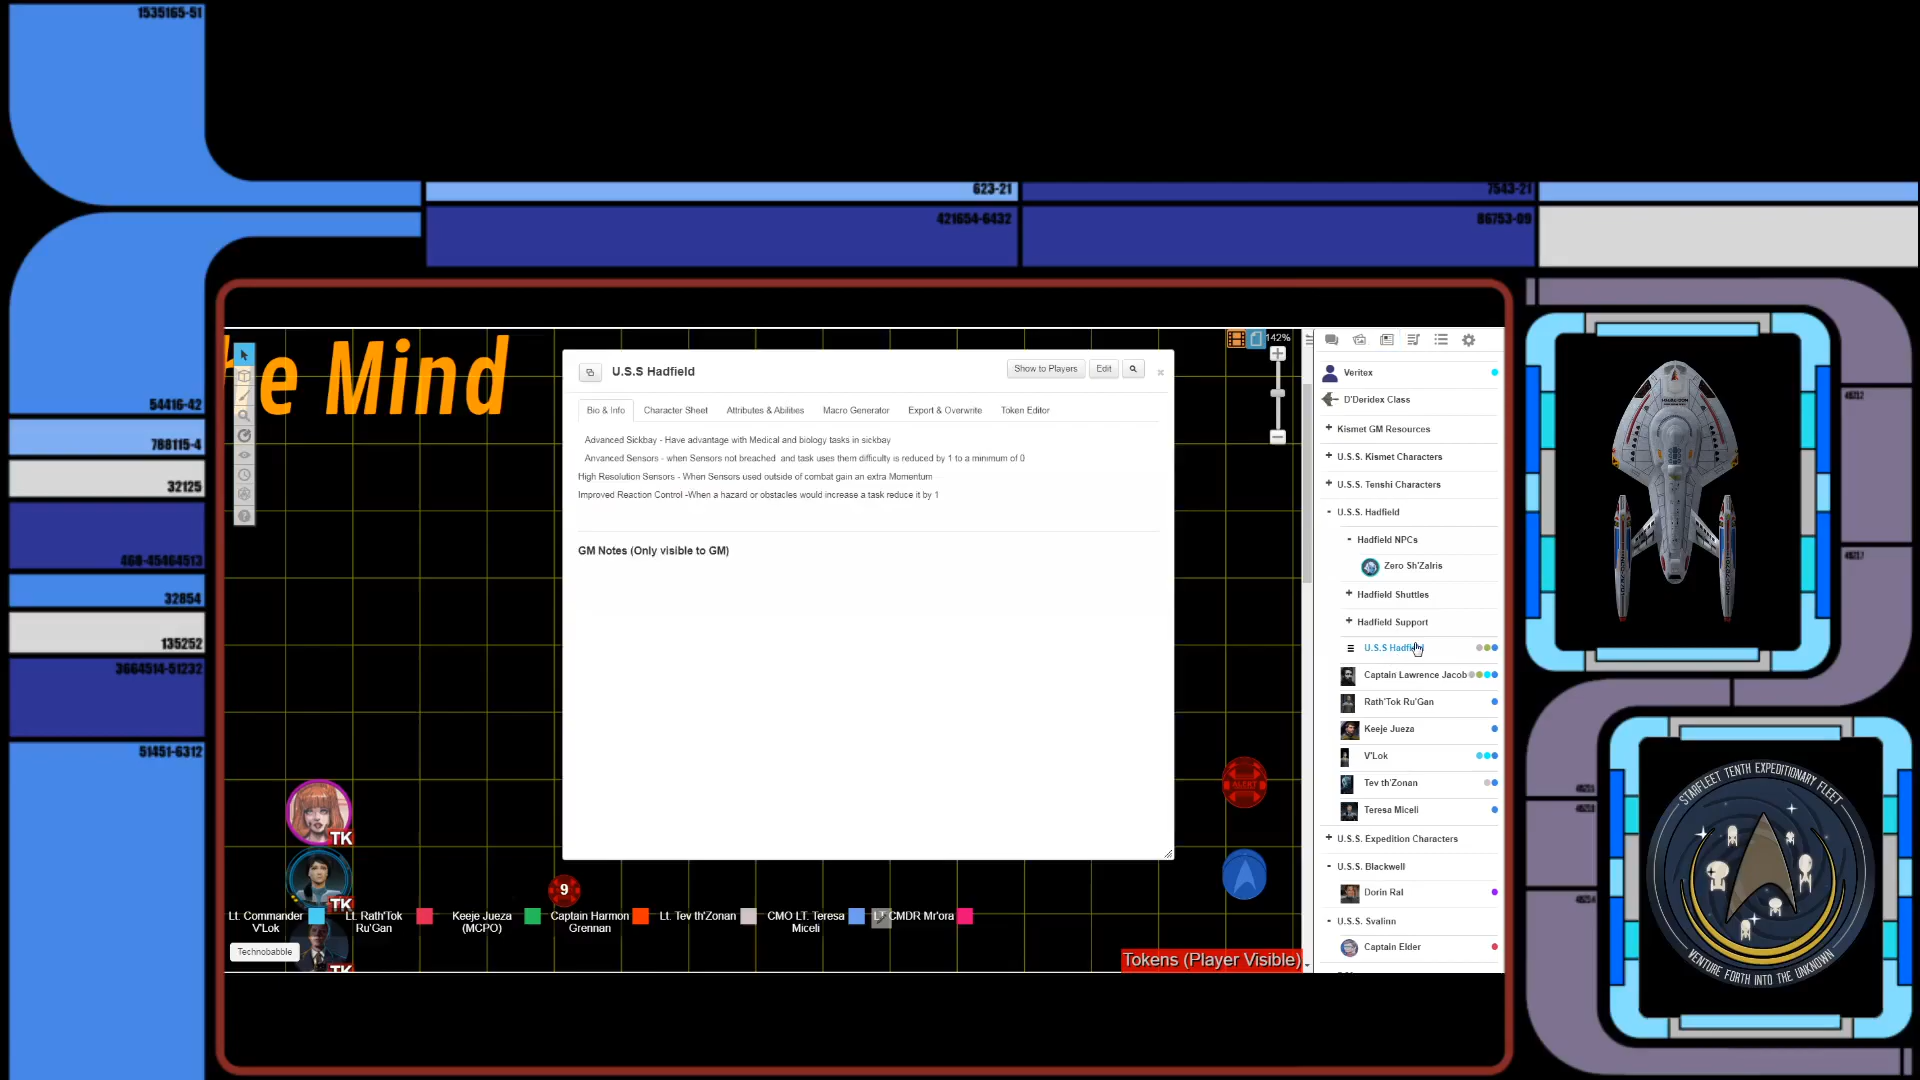 1535165-51
623-21
7543-21
421654-6432
86753-09
54416-42
788115-4
32125
468-45464513
32854
135252
3664514-51232
51451-6312
he Mind
142%
U.S.S Hadfield
Show to Players
Edit
Bio & Info
Character Sheet
Attributes & Abilities
Macro Generator
Export & Overwrite
Token Editor
Advanced Sickbay - Have advantage with Medical and biology tasks in sickbay
Anvanced Sensors - when Sensors not breached and task uses them difficulty is reduced by 1 to a minimum of 0
High Resolution Sensors - When Sensors used outside of combat gain an extra Momentum
Improved Reaction Control -When a hazard or obstacles would increase a task reduce it by 1
GM Notes (Only visible to GM)
Veritex
D'Deridex Class
Kismet GM Resources
U.S.S. Kismet Characters
U.S.S. Tenshi Characters
U.S.S. Hadfield
Hadfield NPCs
Zero Sh'Zalris
Hadfield Shuttles
Hadfield Support
U.S.S Hadfi
Captain Lawrence Jacob
Rath'Tok Ru'Gan
Keeje Jueza
V'Lok
Tev th'Zonan
Teresa Miceli
U.S.S. Expedition Characters
U.S.S. Blackwell
Dorin Ral
U.S.S. Svalinn
Captain Elder
TK
TK
TK
ALERT
9
Lt. Commander V'Lok
Lt. Rath'Tok Ru'Gan
Keeje Jueza (MCPO)
Captain Harmon Grennan
Lt. Tev th'Zonan
CMO LT. Teresa Miceli
LT CMDR Mr'ora
Technobabble
Tokens (Player Visible)
STARFLEET TENTH EXPEDITIONARY FLEET
VENTURE FORTH INTO THE UNKNOWN